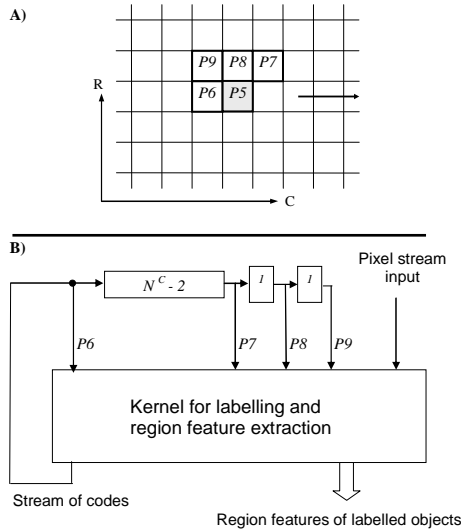 A)
P9 P8 P7
R
P6 P5
C
B)
Pixel stream
input
N^C - 2
1 1
P6 P7 P8 P9
Kernel for labelling and
region feature extraction
Stream of codes
Region features of labelled objects